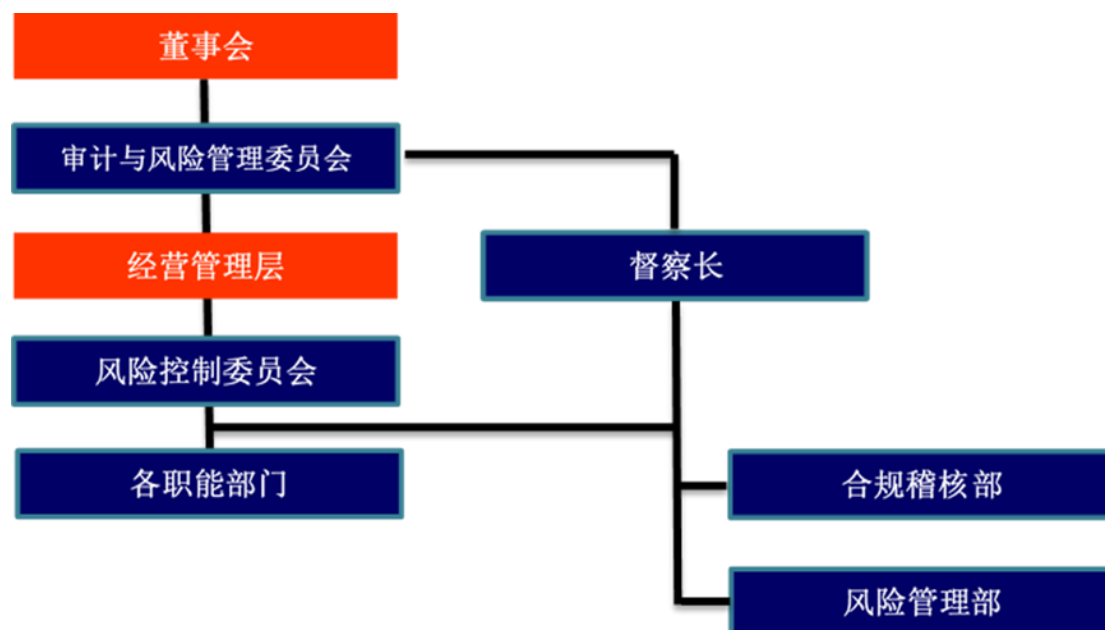 董事会
审计与风险管理委员会
经营管理层
督察长
风险控制委员会
各职能部门
合规稽核部
风险管理部